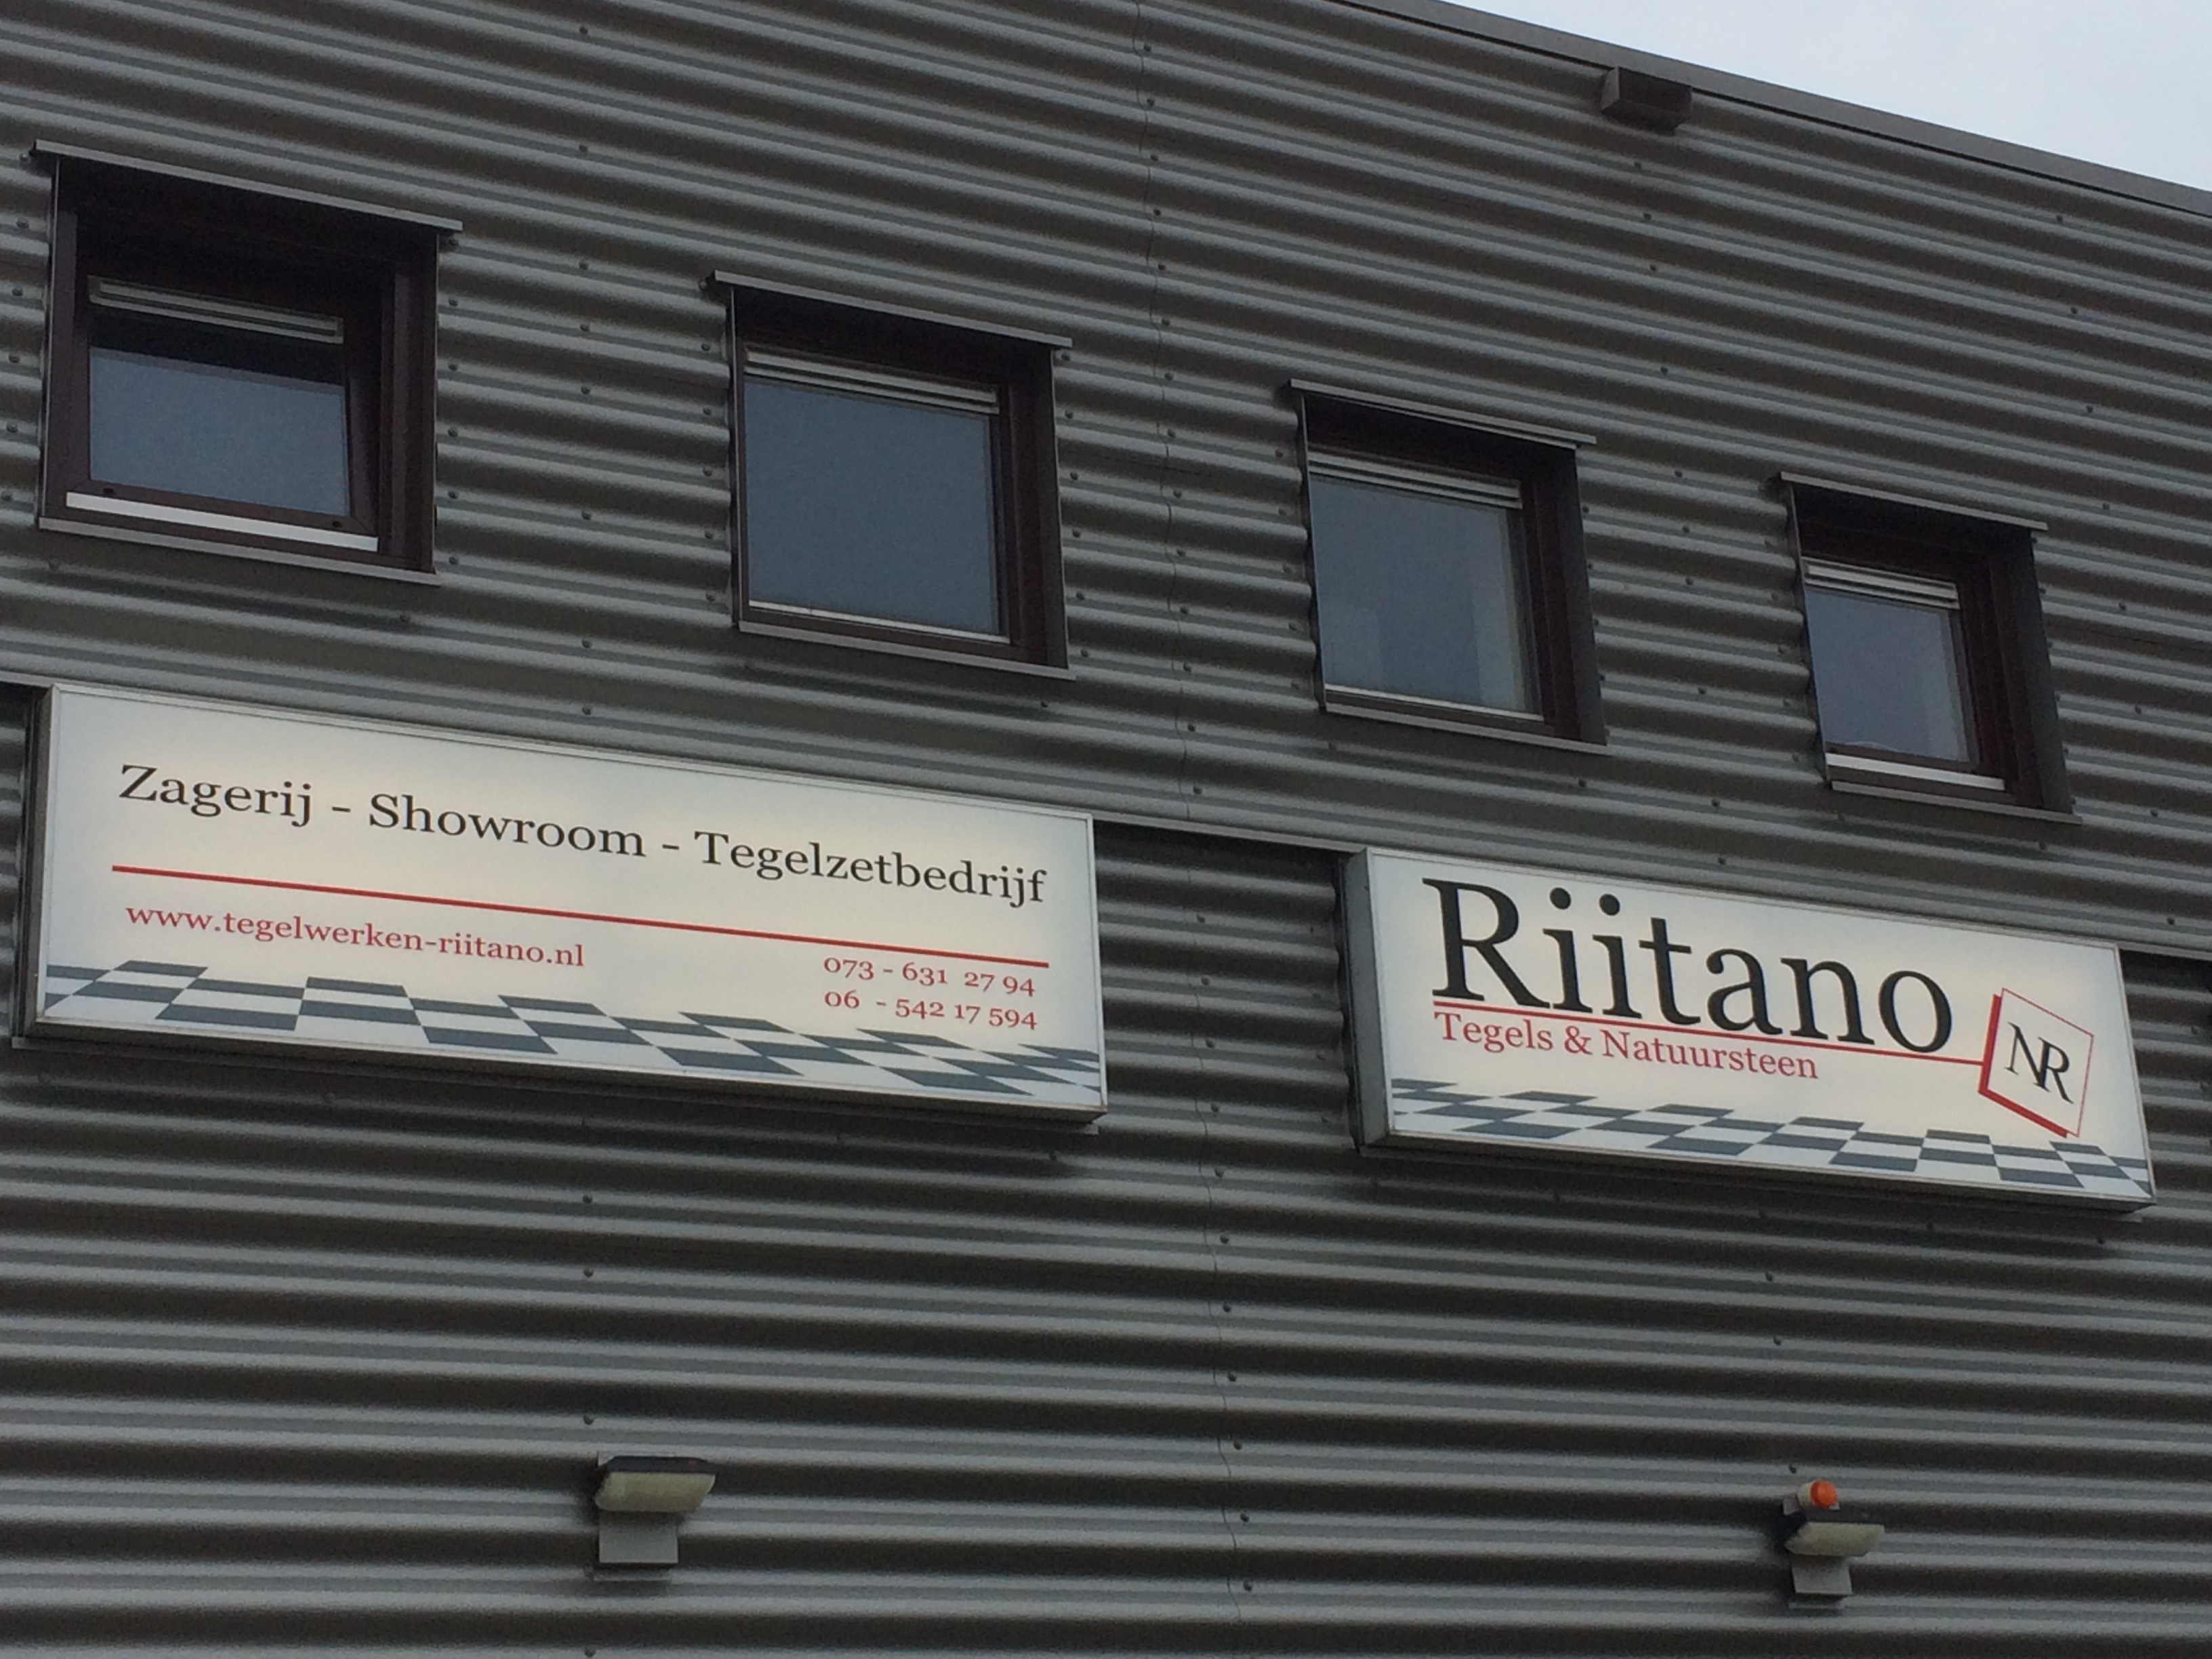 Zagerij - Showroom - Tegelzetbedrijf
www.tegelwerken-riitano.nl
073 - 631 27 94
06 - 542 17 594
Riitano
Tegels & Natuursteen
NR